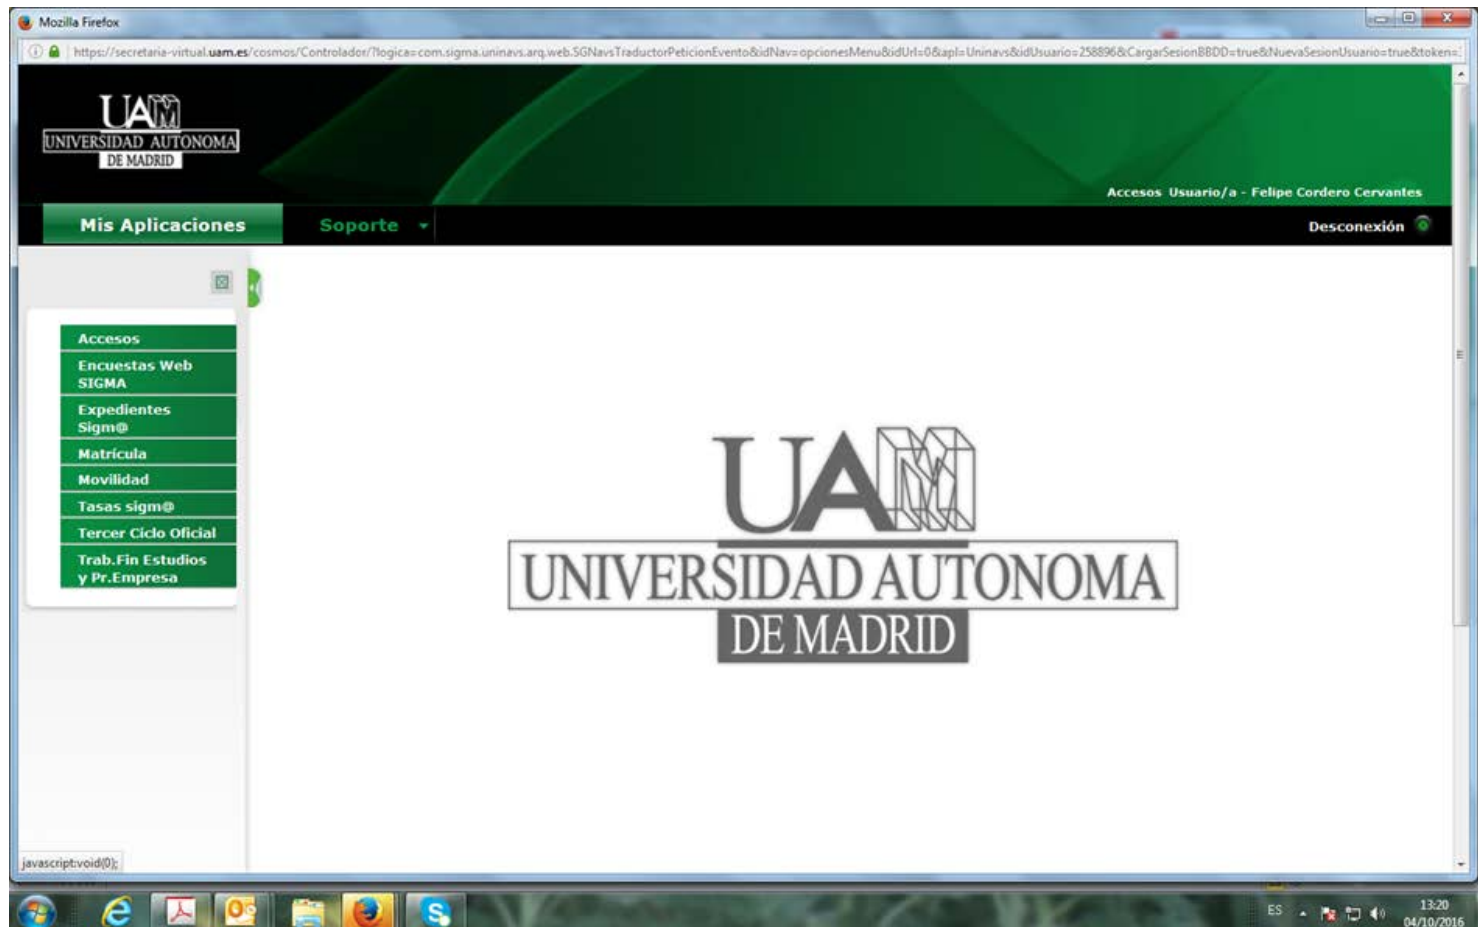 Mozilla Firefox
https://secretaria-virtual.uam.es/cosmos/Controlador/?logica=com.sigma.uninavs.arq.web.SGNavsTraductorPeticionEvento&idNav=opcionesMenu&idUrl=0&apl=Uninavs&idUsuario=258896&CargarSesionBBDD=true&NuevaSesionUsuario=true&token=
UAM
UNIVERSIDAD AUTONOMA
DE MADRID
Accesos Usuario/a - Felipe Cordero Cervantes
Mis Aplicaciones Soporte Desconexión
Accesos
Encuestas Web
SIGMA
Expedientes
Sigm@
Matrícula
Movilidad
Tasas sigm@
Tercer Ciclo Oficial
Trab.Fin Estudios
y Pr.Empresa
UAM
UNIVERSIDAD AUTONOMA
DE MADRID
javascript:void(0);
ES
13:20
04/10/2016